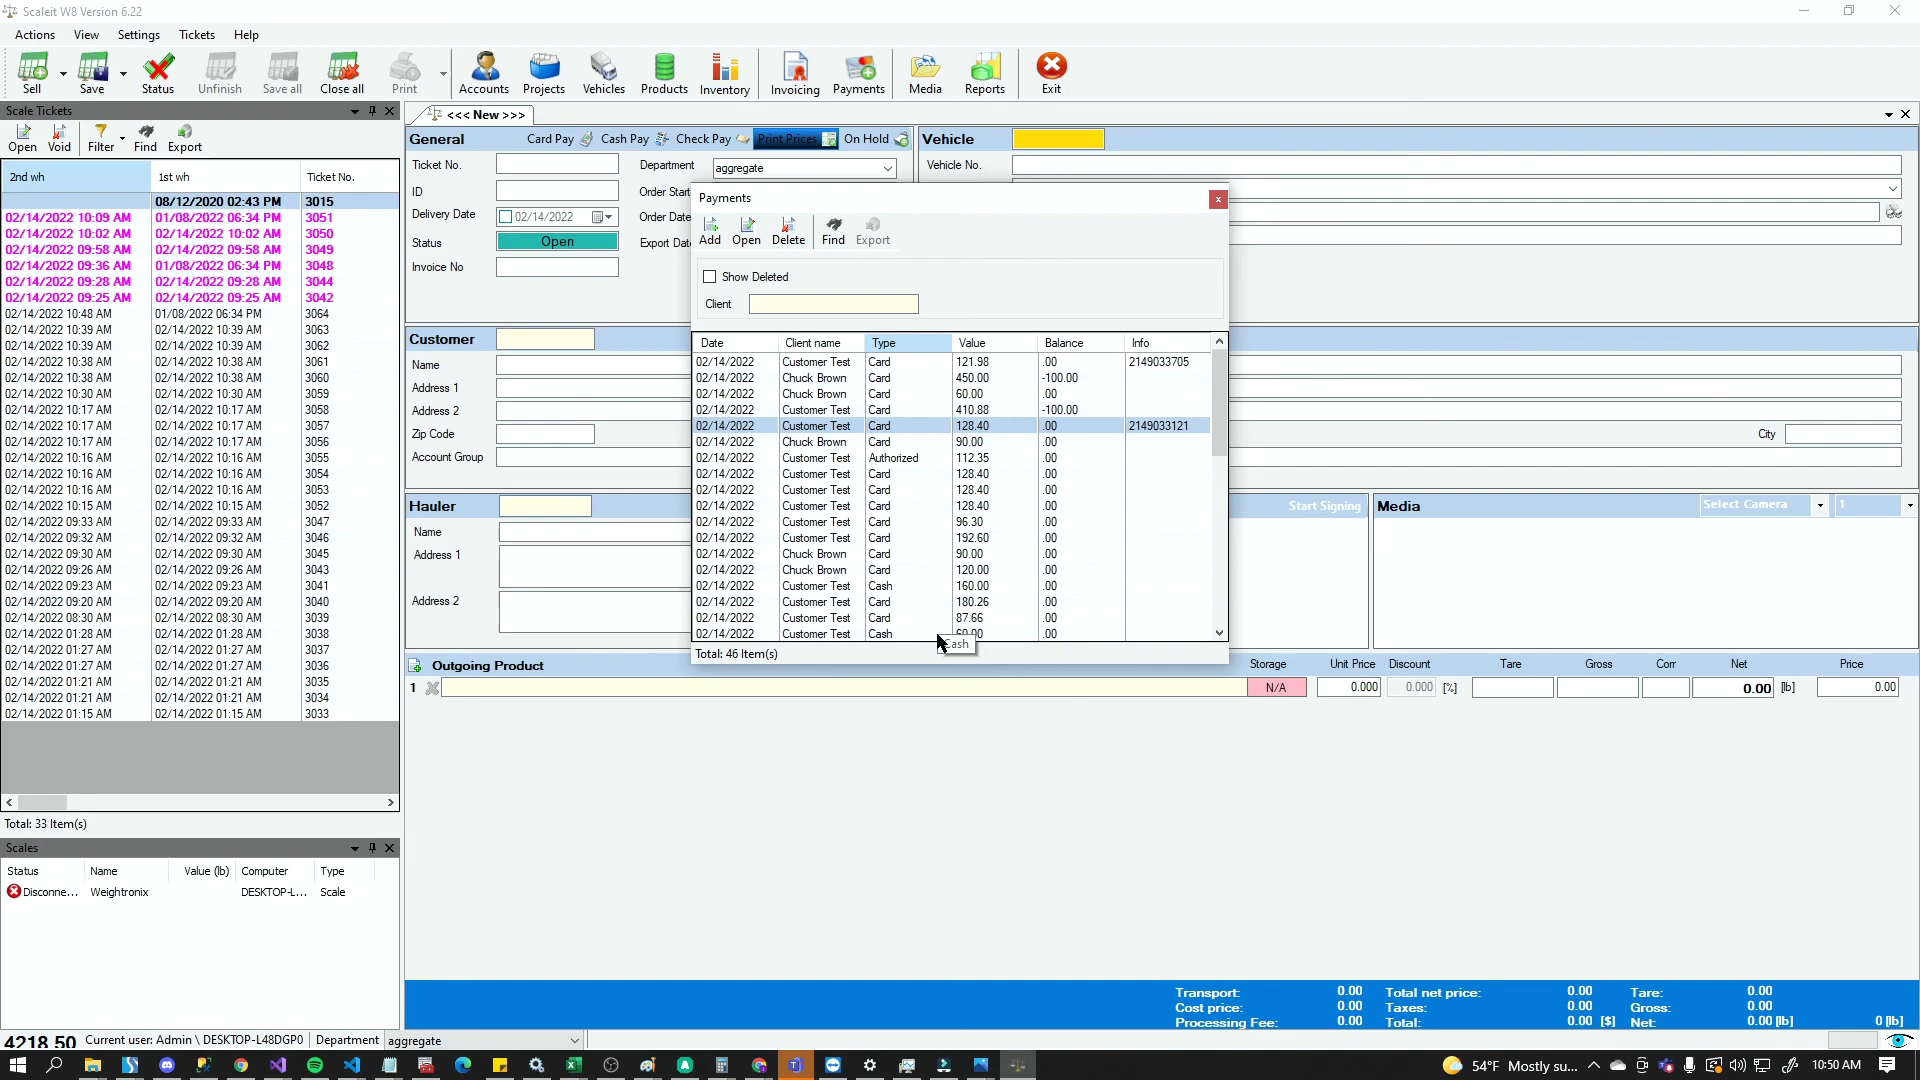 Scaleit W8 Version 6.22
Actions View Settings Tickets Help
Sell Save Status Unfinish Save all Close all Print Accounts Projects Vehicles Products Inventory Invoicing Payments Media Reports Exit
Scale Tickets
<<< New >>>
Open Void Filter Find Export
General Card Pay Cash Pay Check Pay Print Prices On Hold
Vehicle
Ticket No. Department aggregate
Vehicle No.
ID Order Start
Delivery Date 02/14/2022 Order Date
Status Open Export Date
Invoice No
Customer
Name
Address 1
Address 2
Zip Code
City
Account Group
Hauler
Name
Address 1
Address 2
Start Signing
Media Select Camera 1
2nd wh 1st wh Ticket No.
08/12/2020 02:43 PM 3015
02/14/2022 10:09 AM 01/08/2022 06:34 PM 3051
02/14/2022 10:02 AM 02/14/2022 10:02 AM 3050
02/14/2022 09:58 AM 02/14/2022 09:58 AM 3049
02/14/2022 09:36 AM 01/08/2022 06:34 PM 3048
02/14/2022 09:28 AM 02/14/2022 09:28 AM 3044
02/14/2022 09:25 AM 02/14/2022 09:25 AM 3042
02/14/2022 10:48 AM 01/08/2022 06:34 PM 3064
02/14/2022 10:39 AM 02/14/2022 10:39 AM 3063
02/14/2022 10:39 AM 02/14/2022 10:39 AM 3062
02/14/2022 10:38 AM 02/14/2022 10:38 AM 3061
02/14/2022 10:38 AM 02/14/2022 10:38 AM 3060
02/14/2022 10:30 AM 02/14/2022 10:30 AM 3059
02/14/2022 10:17 AM 02/14/2022 10:17 AM 3058
02/14/2022 10:17 AM 02/14/2022 10:17 AM 3057
02/14/2022 10:17 AM 02/14/2022 10:17 AM 3056
02/14/2022 10:16 AM 02/14/2022 10:16 AM 3055
02/14/2022 10:16 AM 02/14/2022 10:16 AM 3054
02/14/2022 10:16 AM 02/14/2022 10:16 AM 3053
02/14/2022 10:15 AM 02/14/2022 10:15 AM 3052
02/14/2022 09:33 AM 02/14/2022 09:33 AM 3047
02/14/2022 09:32 AM 02/14/2022 09:32 AM 3046
02/14/2022 09:30 AM 02/14/2022 09:30 AM 3045
02/14/2022 09:26 AM 02/14/2022 09:26 AM 3043
02/14/2022 09:23 AM 02/14/2022 09:23 AM 3041
02/14/2022 09:20 AM 02/14/2022 09:20 AM 3040
02/14/2022 08:30 AM 02/14/2022 08:30 AM 3039
02/14/2022 01:28 AM 02/14/2022 01:28 AM 3038
02/14/2022 01:27 AM 02/14/2022 01:27 AM 3037
02/14/2022 01:27 AM 02/14/2022 01:27 AM 3036
02/14/2022 01:21 AM 02/14/2022 01:21 AM 3035
02/14/2022 01:21 AM 02/14/2022 01:21 AM 3034
02/14/2022 01:15 AM 02/14/2022 01:15 AM 3033
Total: 33 Item(s)
Payments x
Add Open Delete Find Export
Show Deleted
Client
Date Client name Type Value Balance Info
02/14/2022 Customer Test Card 121.98 .00 2149033705
02/14/2022 Chuck Brown Card 450.00 -100.00
02/14/2022 Chuck Brown Card 60.00 .00
02/14/2022 Customer Test Card 410.88 -100.00
02/14/2022 Customer Test Card 128.40 .00 2149033121
02/14/2022 Chuck Brown Card 90.00 .00
02/14/2022 Customer Test Authorized 112.35 .00
02/14/2022 Customer Test Card 128.40 .00
02/14/2022 Customer Test Card 128.40 .00
02/14/2022 Customer Test Card 128.40 .00
02/14/2022 Customer Test Card 96.30 .00
02/14/2022 Customer Test Card 192.60 .00
02/14/2022 Chuck Brown Card 90.00 .00
02/14/2022 Chuck Brown Card 120.00 .00
02/14/2022 Customer Test Cash 160.00 .00
02/14/2022 Customer Test Card 180.26 .00
02/14/2022 Customer Test Card 87.66 .00
02/14/2022 Customer Test Cash 60.00 .00
Cash
Total: 46 Item(s)
Outgoing Product Storage Unit Price Discount Tare Gross Corr Net Price
1 N/A 0.000 0.000 [%] 0.00 [lb] 0.00
Scales
Status Name Value (lb) Computer Type
Disconne... Weightronix DESKTOP-L... Scale
Transport: 0.00 Total net price: 0.00 Tare: 0.00
Cost price: 0.00 Taxes: 0.00 Gross: 0.00
Processing Fee: 0.00 Total: 0.00 [$] Net: 0.00 [lb] 0 [lb]
4218.50 Current user: Admin \ DESKTOP-L48DGP0 Department aggregate
54°F Mostly su... 10:50 AM